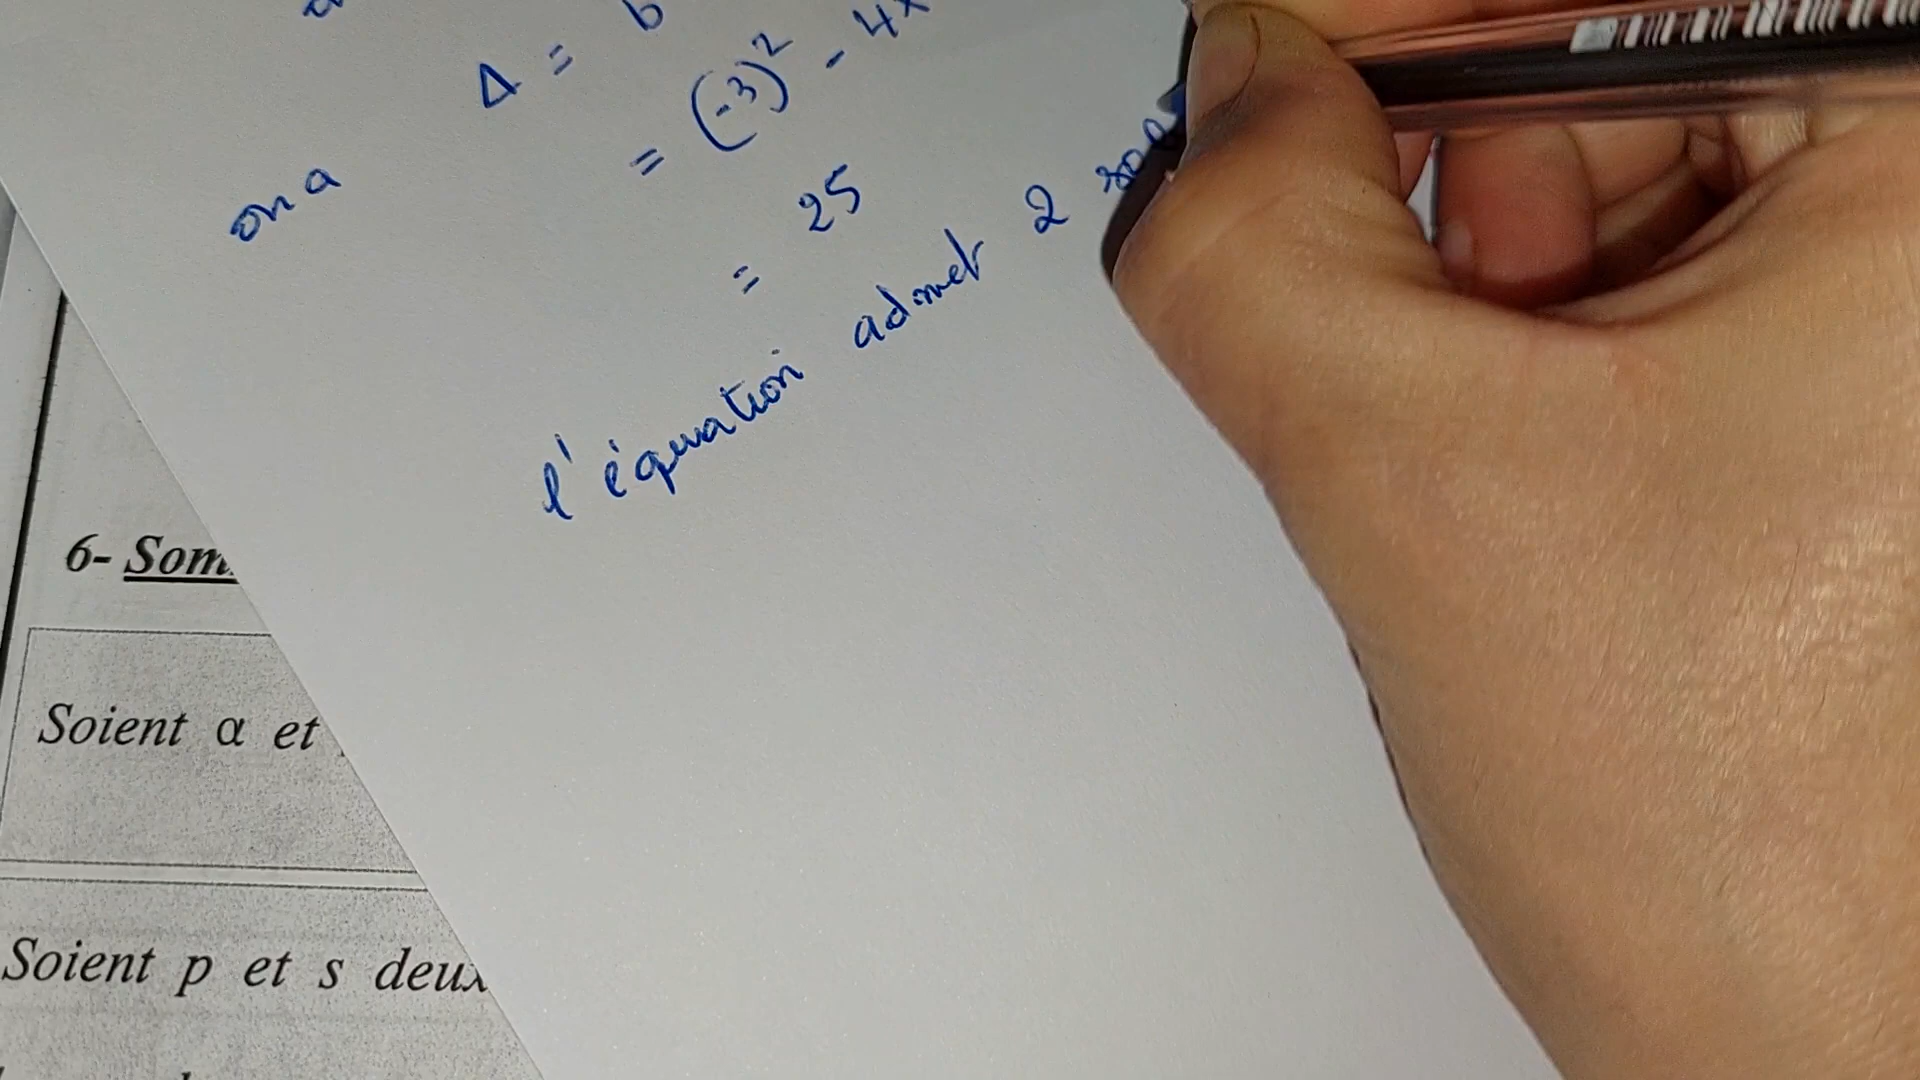 Δ = b
on a
= (-3)² - 4x
= 25
l'équation admet 2
6- Som
Soient α et
Soient p et s deux